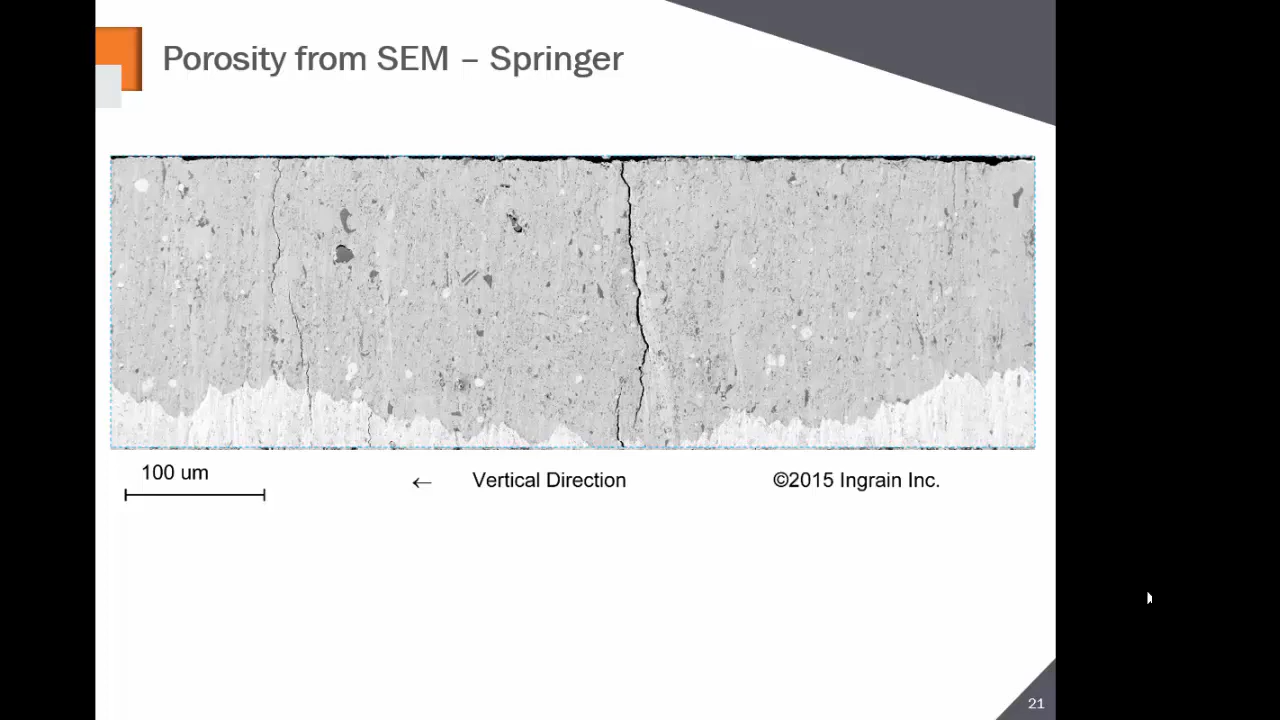 Porosity from SEM – Springer
100 um
← Vertical Direction
©2015 Ingrain Inc.
21